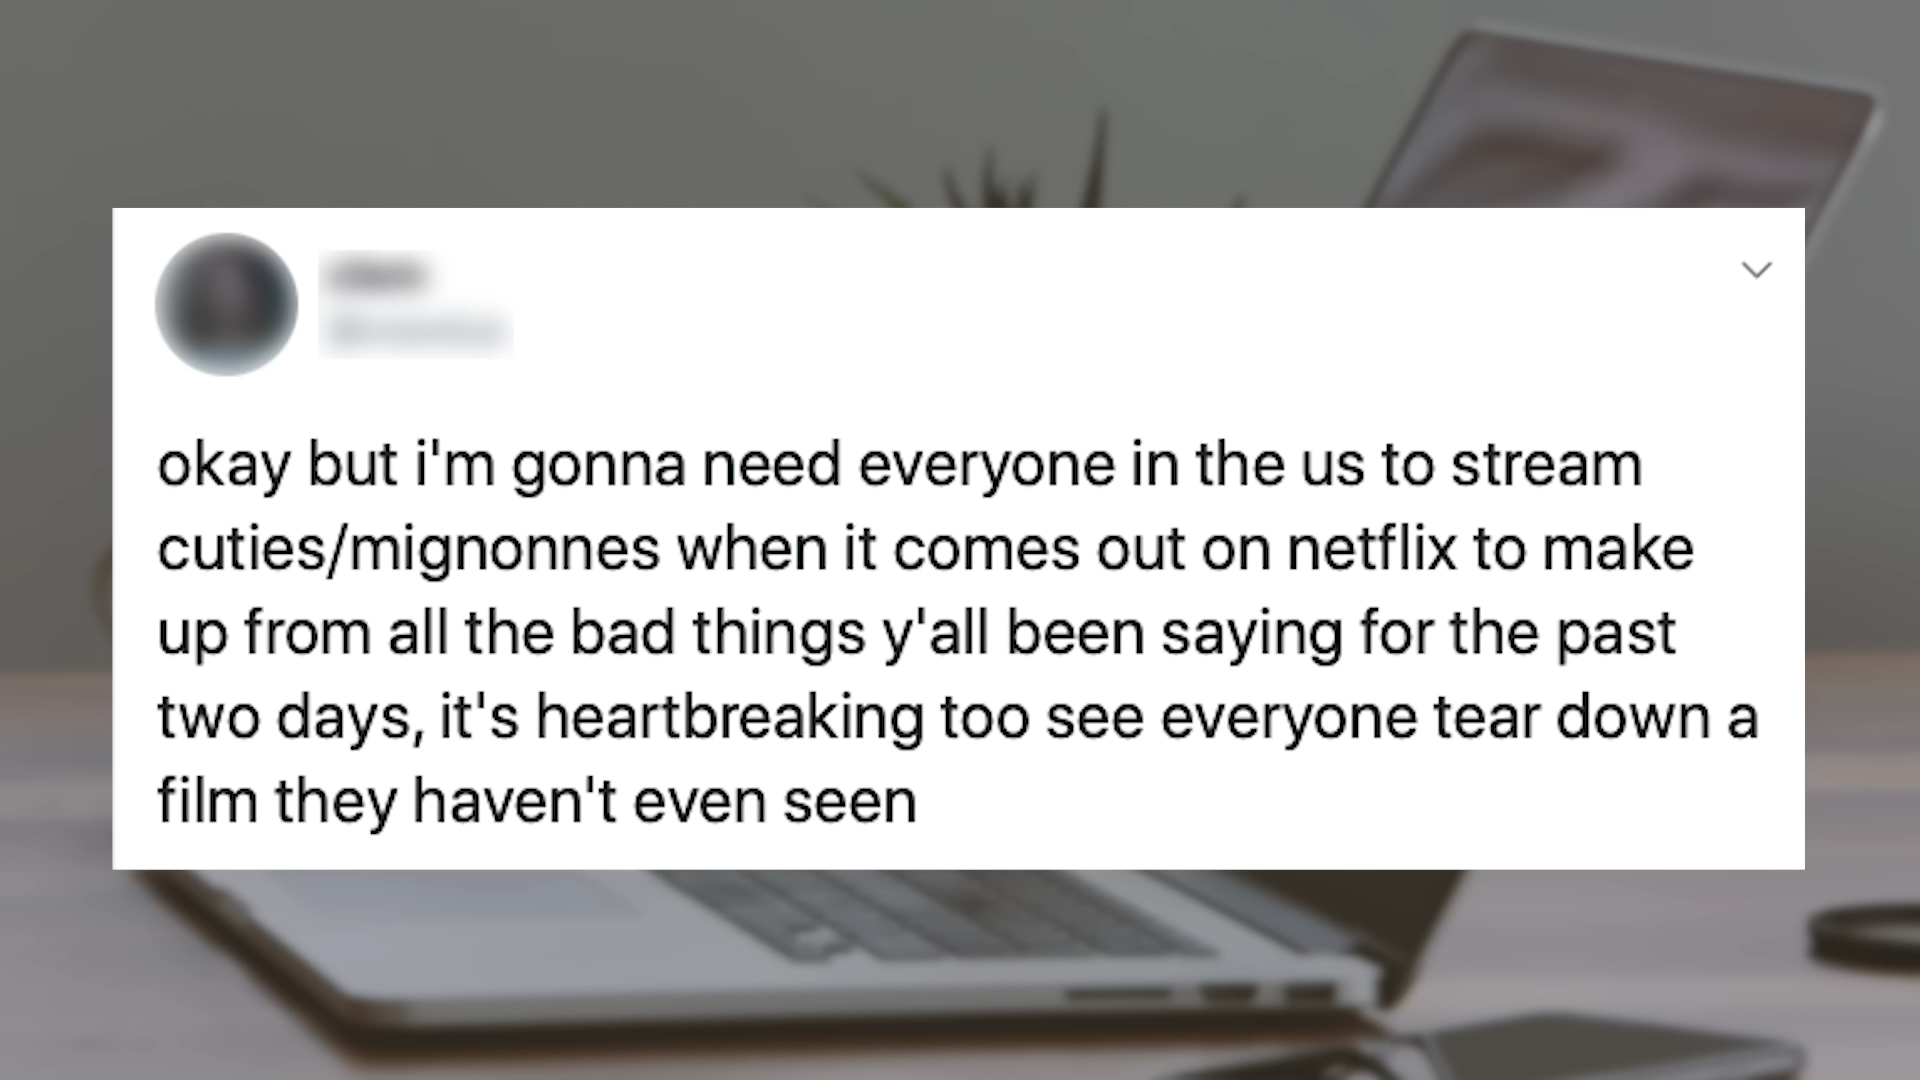 okay but i'm gonna need everyone in the us to stream
cuties/mignonnes when it comes out on netflix to make
up from all the bad things y'all been saying for the past
two days, it's heartbreaking too see everyone tear down a
film they haven't even seen